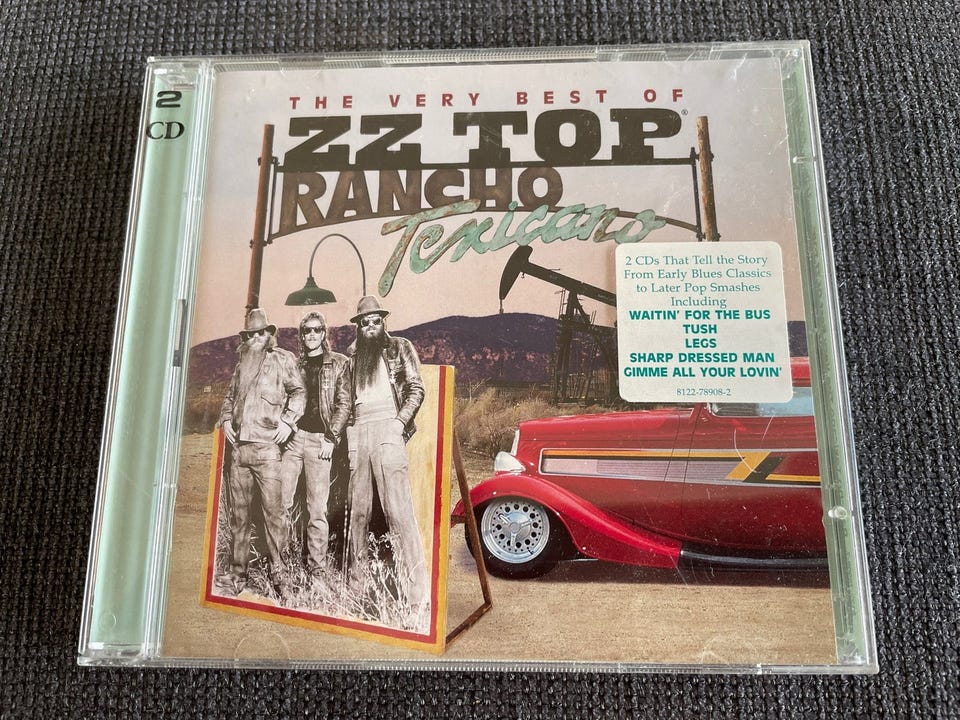 2
CD
THE VERY BEST OF
ZZ TOP®
RANCHO
Texicano
2 CDs That Tell the Story
From Early Blues Classics
to Later Pop Smashes
Including
WAITIN' FOR THE BUS
TUSH
LEGS
SHARP DRESSED MAN
GIMME ALL YOUR LOVIN'
8122-78908-2